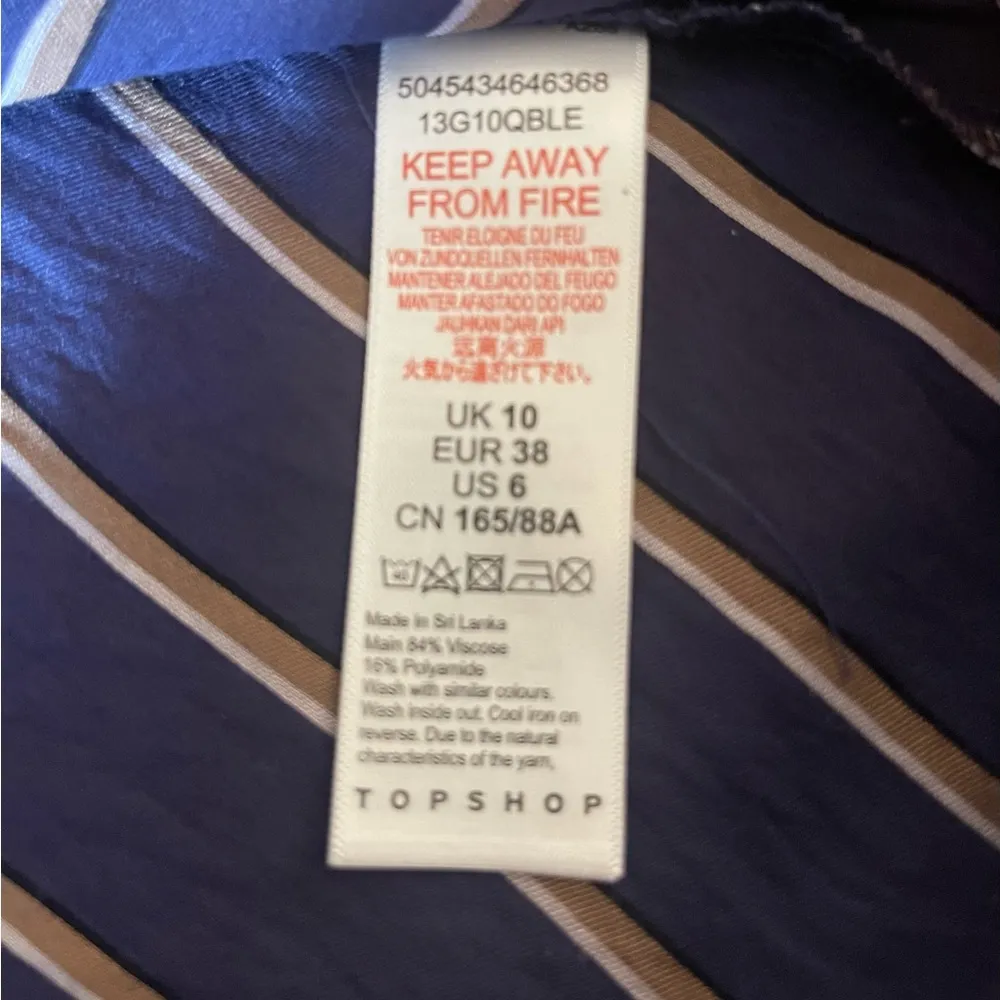 5045434646368
13G10QBLE
KEEP AWAY
FROM FIRE
TENIR ELOIGNE DU FEU
VON ZUNDQUELLEN FERNHALTEN
MANTENER ALEJADO DEL FEUGO
MANTER AFASTADO DO FOGO
JAUHKAN DARI API
远离火源
火気から遠ざけて下さい。
UK 10
EUR 38
US 6
CN 165/88A
40
Made in Sri Lanka
Main 84% Viscose
16% Polyamide
Wash with similar colours.
Wash inside out. Cool iron on
reverse. Due to the natural
characteristics of the yarn,
TOPSHOP